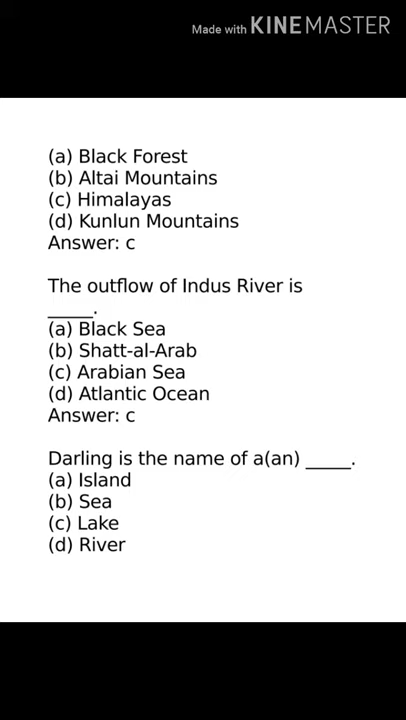 Made with KINEMASTER
(a) Black Forest
(b) Altai Mountains
(c) Himalayas
(d) Kunlun Mountains
Answer: c
The outflow of Indus River is
_____.
(a) Black Sea
(b) Shatt-al-Arab
(c) Arabian Sea
(d) Atlantic Ocean
Answer: c
Darling is the name of a(an) _____.
(a) Island
(b) Sea
(c) Lake
(d) River